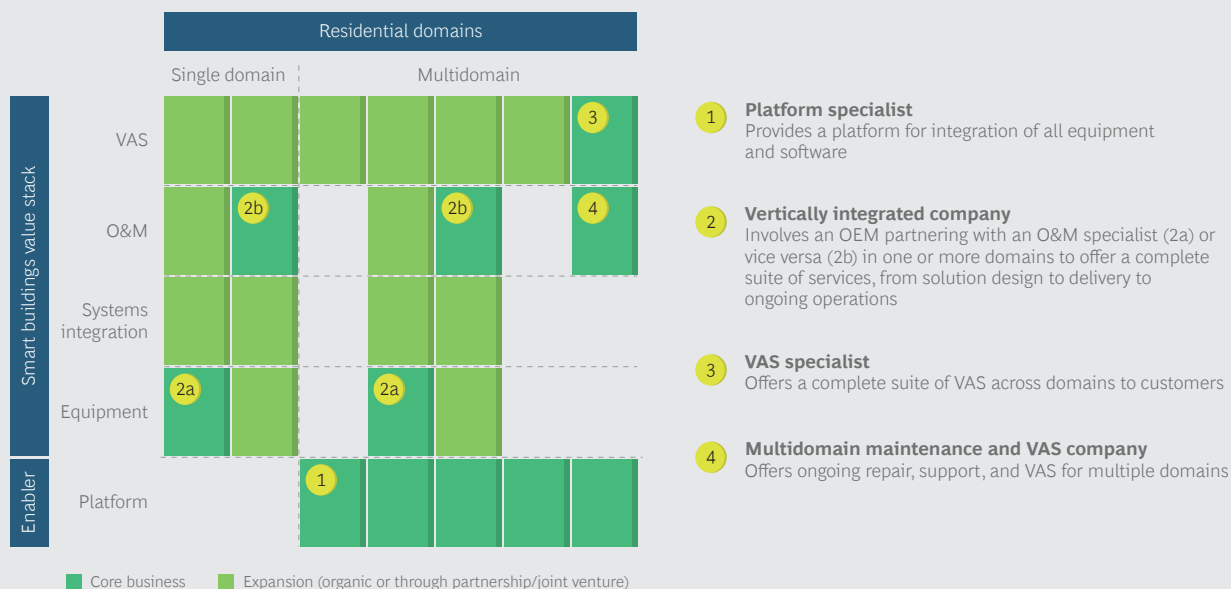 Residential domains
Single domain
Multidomain
Smart buildings value stack
VAS
3
O&M
2b
2b
4
Systems
integration
Equipment
2a
2a
Enabler
Platform
1
Core business
Expansion (organic or through partnership/joint venture)
1
Platform specialist
Provides a platform for integration of all equipment
and software
2
Vertically integrated company
Involves an OEM partnering with an O&M specialist (2a) or
vice versa (2b) in one or more domains to offer a complete
suite of services, from solution design to delivery to
ongoing operations
3
VAS specialist
Offers a complete suite of VAS across domains to customers
4
Multidomain maintenance and VAS company
Offers ongoing repair, support, and VAS for multiple domains